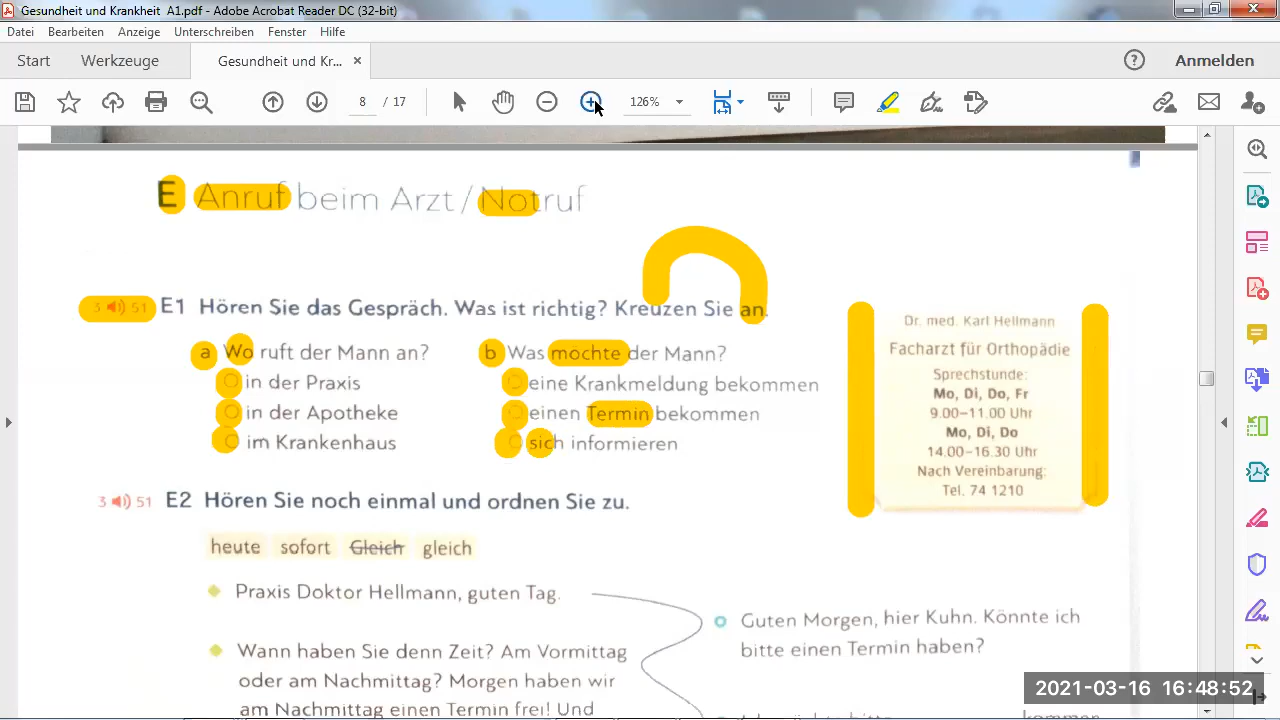 Gesundheit und Krankheit A1.pdf - Adobe Acrobat Reader DC (32-bit)
Datei Bearbeiten Anzeige Unterschreiben Fenster Hilfe
Start Werkzeuge Gesundheit und Kr... × Anmelden
8 / 17 126%
E Anruf beim Arzt / Notruf
3 51 E1 Hören Sie das Gespräch. Was ist richtig? Kreuzen Sie an.
a Wo ruft der Mann an?
in der Praxis
in der Apotheke
im Krankenhaus
b Was möchte der Mann?
eine Krankmeldung bekommen
einen Termin bekommen
sich informieren
Dr. med. Karl Hellmann
Facharzt für Orthopädie
Sprechstunde:
Mo, Di, Do, Fr
9.00–11.00 Uhr
Mo, Di, Do
14.00–16.30 Uhr
Nach Vereinbarung:
Tel. 74 1210
3 51 E2 Hören Sie noch einmal und ordnen Sie zu.
heute sofort Gleich gleich
Praxis Doktor Hellmann, guten Tag.
Guten Morgen, hier Kuhn. Könnte ich
bitte einen Termin haben?
Wann haben Sie denn Zeit? Am Vormittag
oder am Nachmittag? Morgen haben wir
am Nachmittag einen Termin frei! Und
2021-03-16 16:48:52